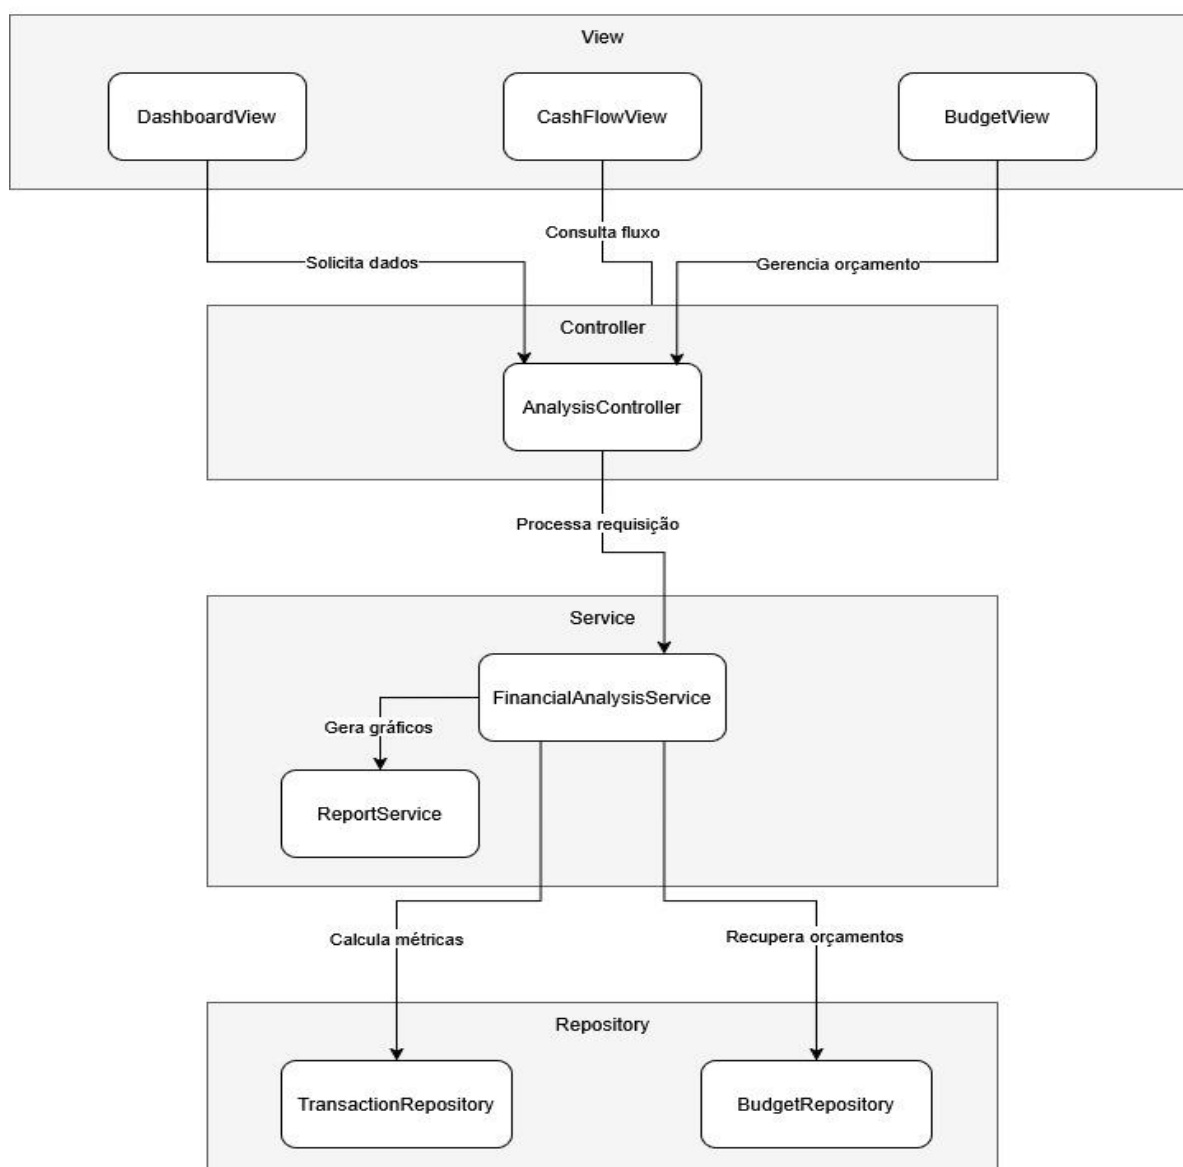 View
DashboardView
CashFlowView
BudgetView
Consulta fluxo
Solicita dados
Gerencia orçamento
Controller
AnalysisController
Processa requisição
Service
FinancialAnalysisService
Gera gráficos
ReportService
Calcula métricas
Recupera orçamentos
Repository
TransactionRepository
BudgetRepository